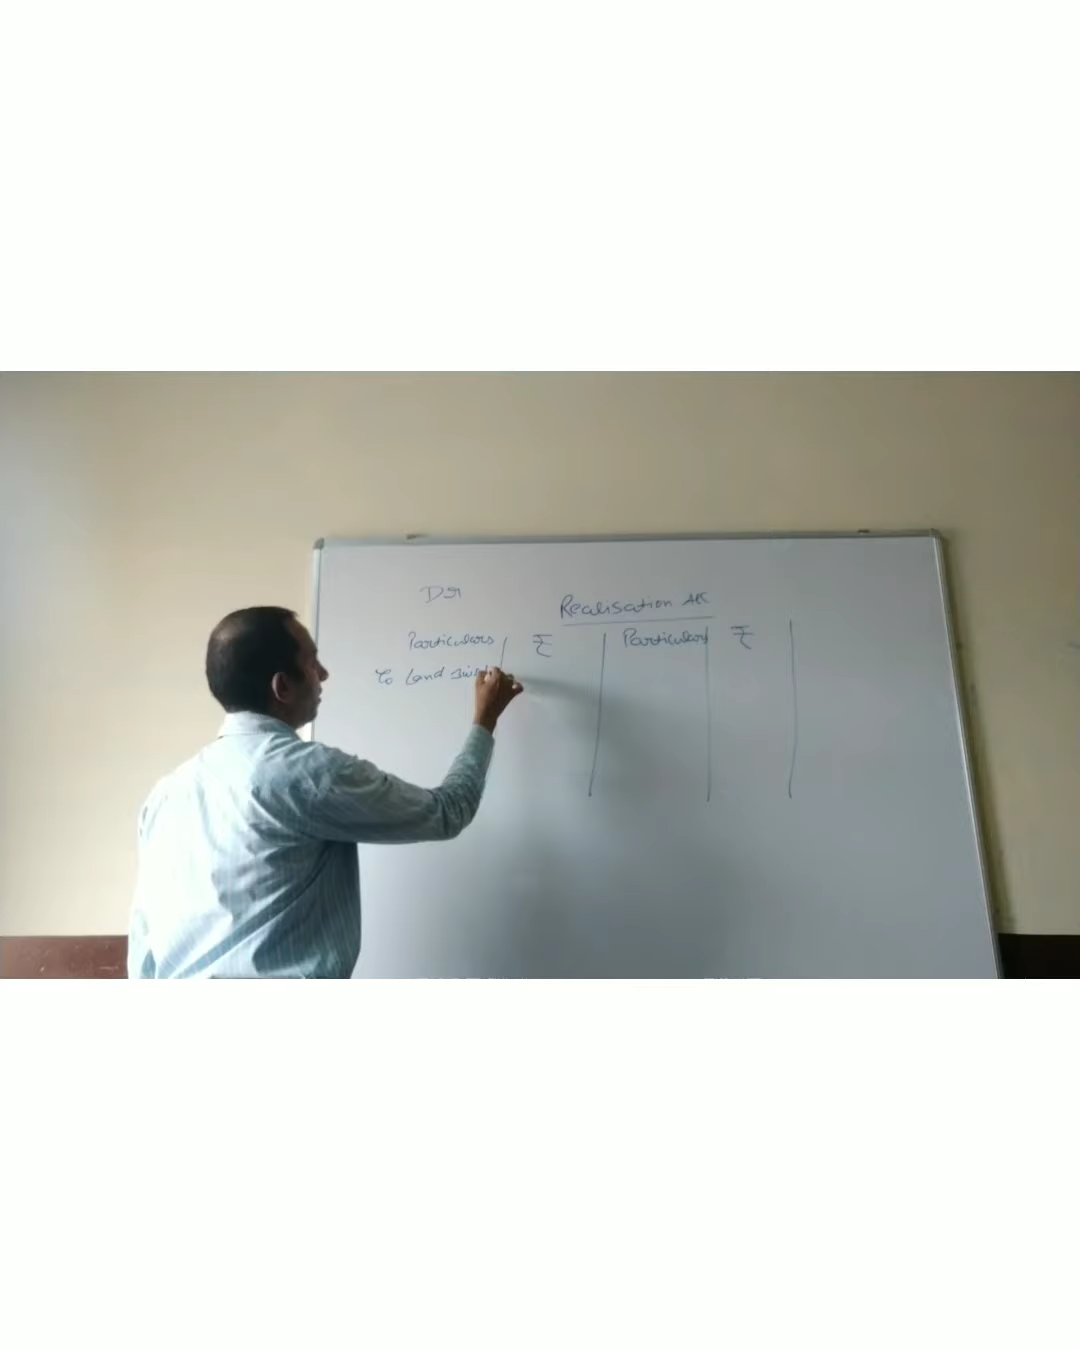 Dr
Realisation A/c
Particulars ₹ Particulars ₹
To Land